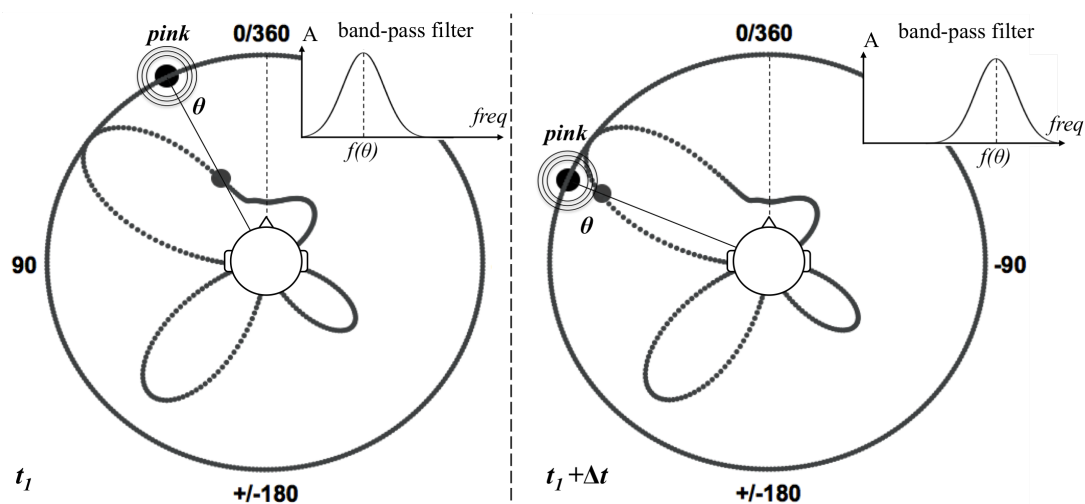 pink
0/360
A
band-pass filter
θ
freq
f(θ)
90
t1
+/-180
0/360
A
band-pass filter
freq
f(θ)
pink
θ
-90
t1+Δt
+/-180